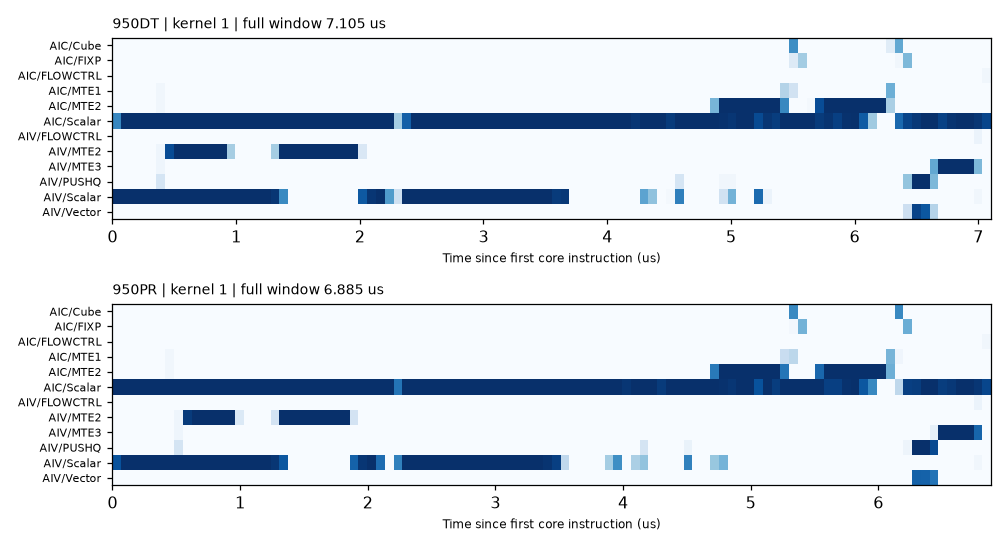 950DT | kernel 1 | full window 7.105 us
AIC/Cube
AIC/FIXP
AIC/FLOWCTRL
AIC/MTE1
AIC/MTE2
AIC/Scalar
AIV/FLOWCTRL
AIV/MTE2
AIV/MTE3
AIV/PUSHQ
AIV/Scalar
AIV/Vector
0 1 2 3 4 5 6 7
Time since first core instruction (us)
950PR | kernel 1 | full window 6.885 us
AIC/Cube
AIC/FIXP
AIC/FLOWCTRL
AIC/MTE1
AIC/MTE2
AIC/Scalar
AIV/FLOWCTRL
AIV/MTE2
AIV/MTE3
AIV/PUSHQ
AIV/Scalar
AIV/Vector
0 1 2 3 4 5 6
Time since first core instruction (us)